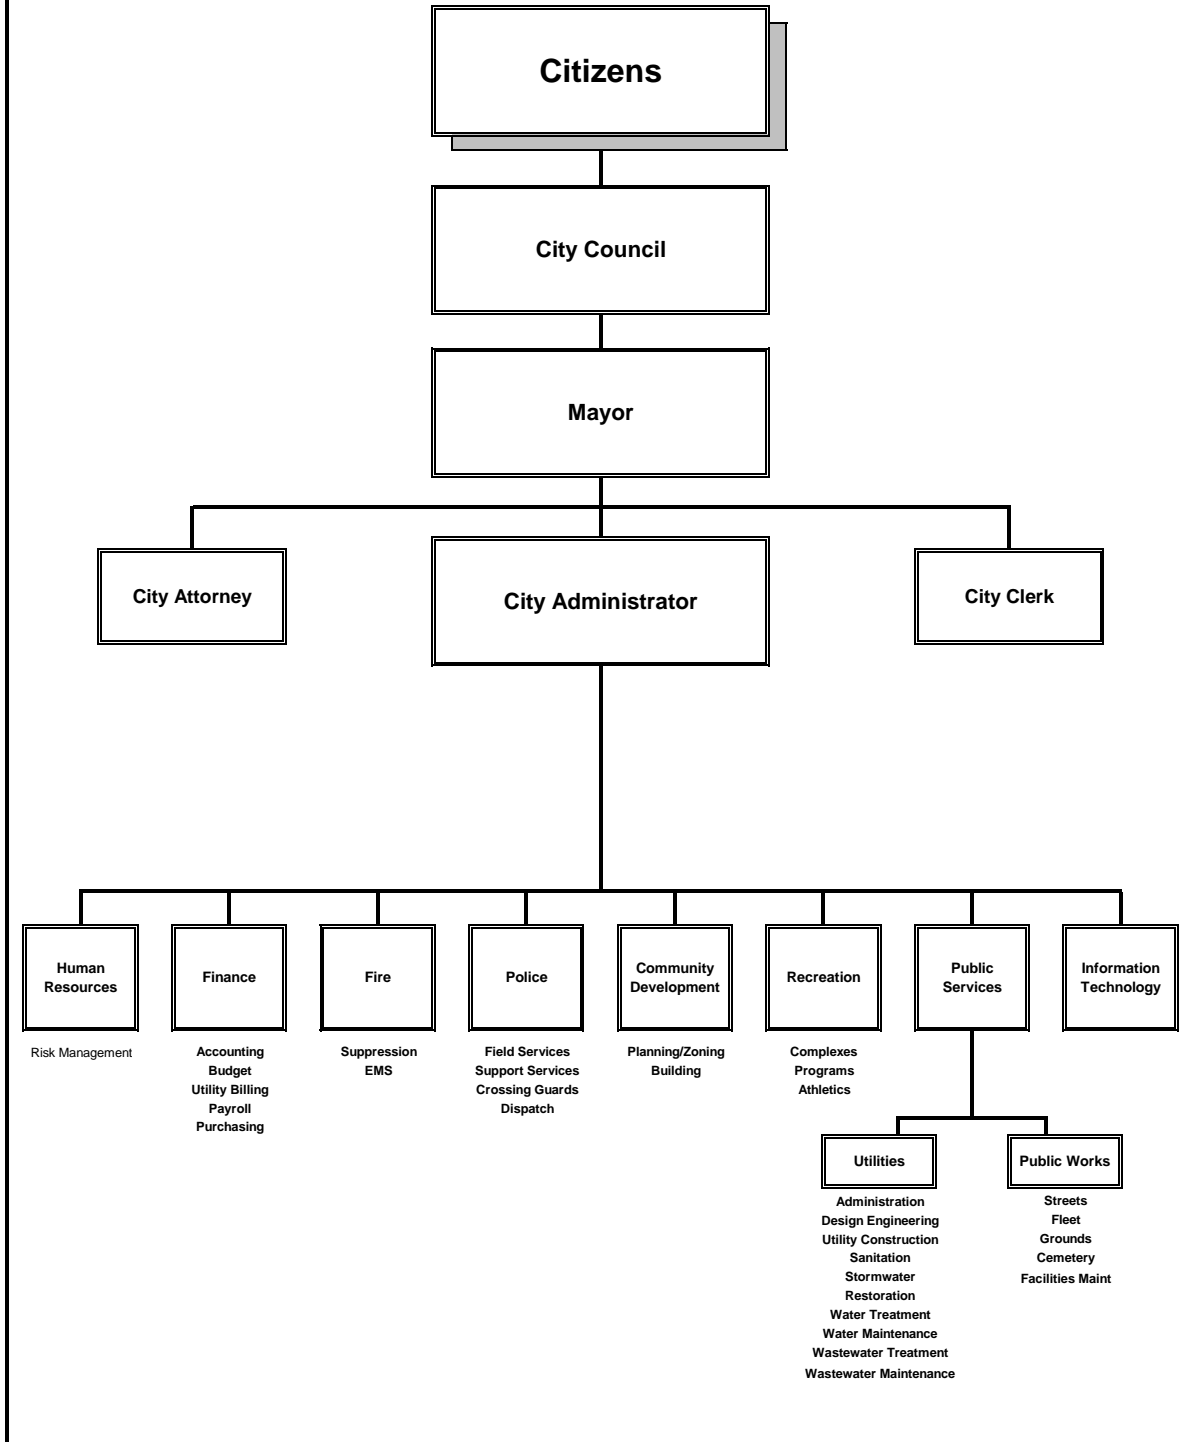 Citizens
City Council
Mayor
City Attorney
City Administrator
City Clerk
Human
Resources
Finance
Fire
Police
Community
Development
Recreation
Public
Services
Information
Technology
Risk Management
Accounting
Budget
Utility Billing
Payroll
Purchasing
Suppression
EMS
Field Services
Support Services
Crossing Guards
Dispatch
Planning/Zoning
Building
Complexes
Programs
Athletics
Utilities
Administration
Design Engineering
Utility Construction
Sanitation
Stormwater
Restoration
Water Treatment
Water Maintenance
Wastewater Treatment
Wastewater Maintenance
Public Works
Streets
Fleet
Grounds
Cemetery
Facilities Maint